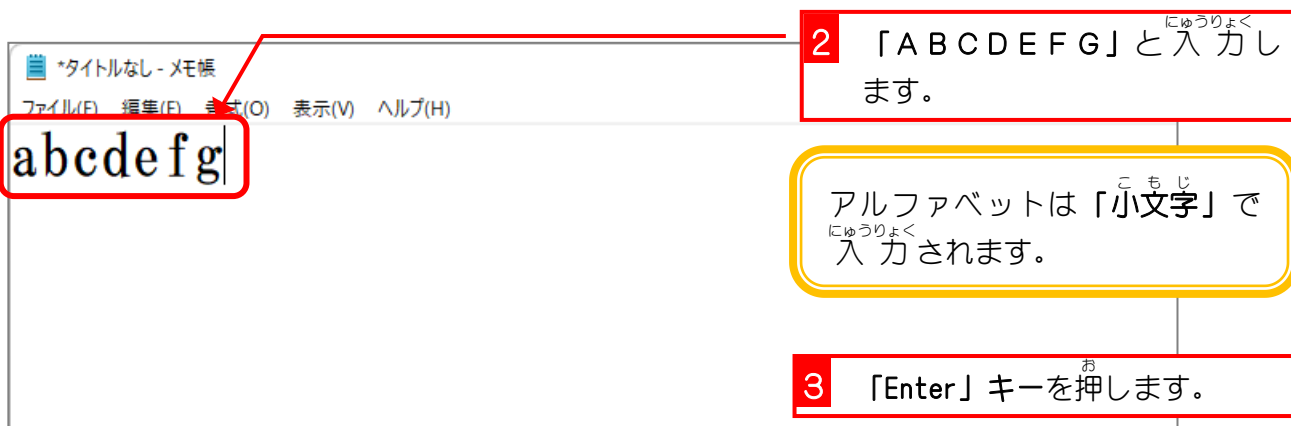 *タイトルなし - メモ帳
ファイル(F) 編集(E) 書式(O) 表示(V) ヘルプ(H)
abcdefg
2 「ＡＢＣＤＥＦＧ」と入力し
にゅうりょく
ます。
アルファベットは「小文字」で
こもじ
入力されます。
にゅうりょく
3 「Enter」キーを押します。
お